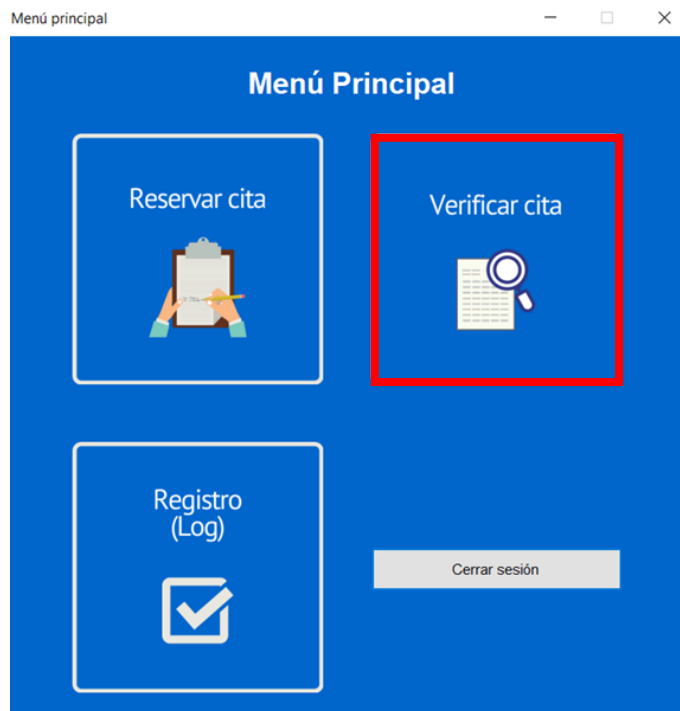 Menú principal
Menú Principal
Reservar cita
Verificar cita
Registro
(Log)
Cerrar sesión